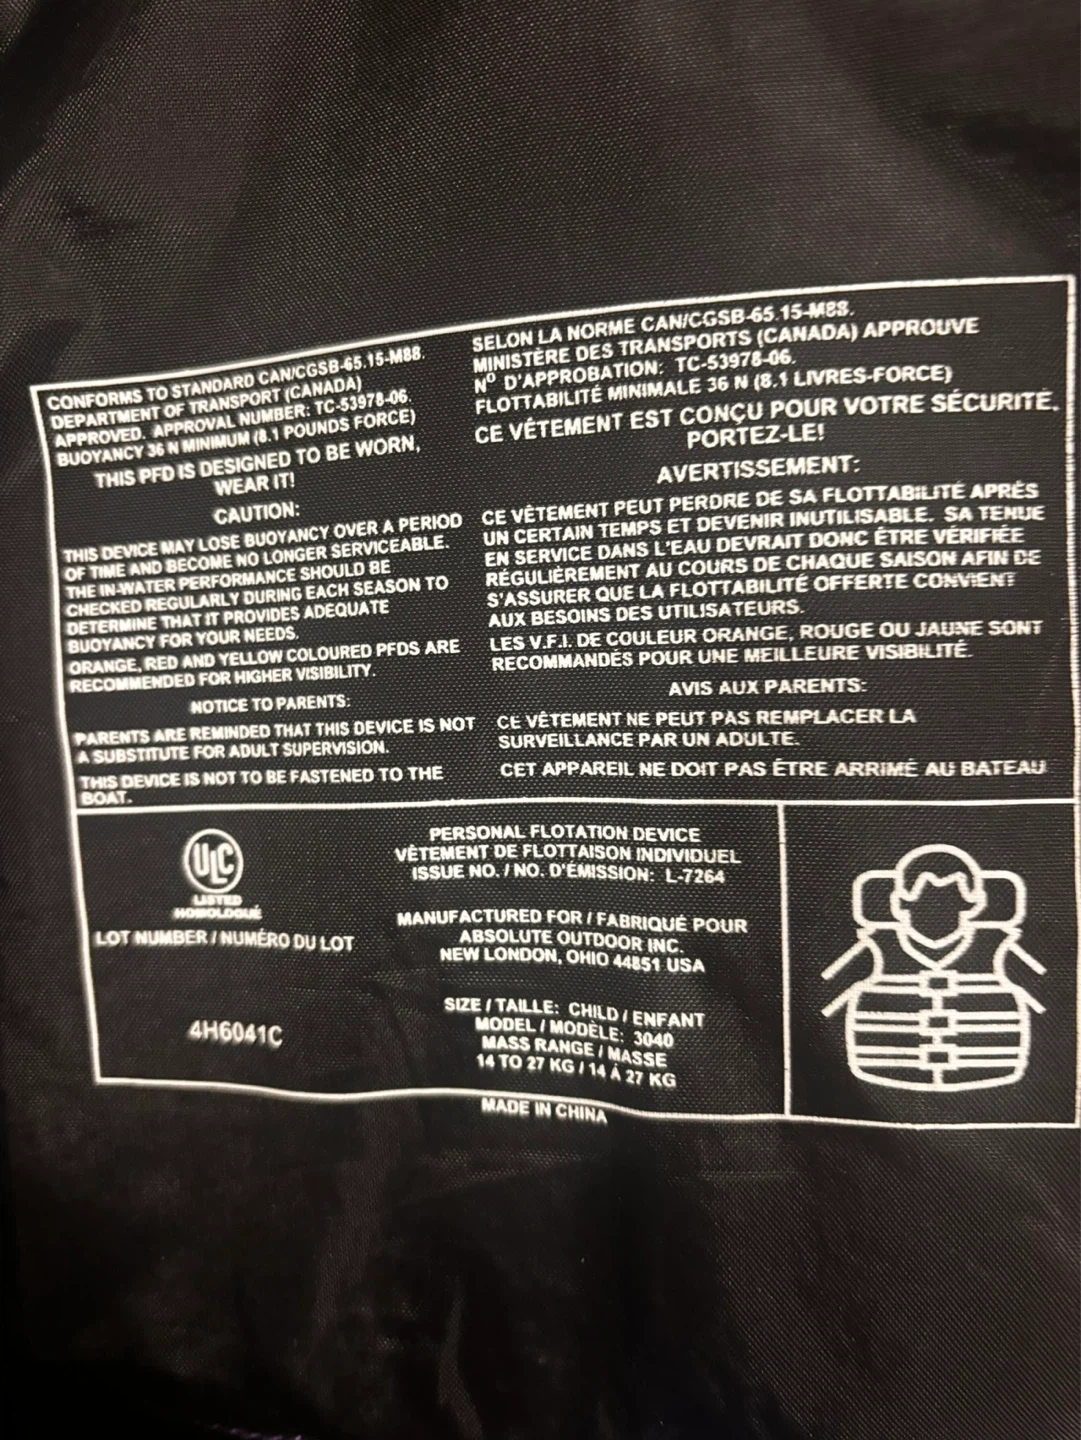 CONFORMS TO STANDARD CAN/CGSB-65.15-M88.
DEPARTMENT OF TRANSPORT (CANADA)
APPROVED. APPROVAL NUMBER: TC-53978-06.
BUOYANCY 36 N MINIMUM (8.1 POUNDS FORCE)
THIS PFD IS DESIGNED TO BE WORN,
WEAR IT!
CAUTION:
THIS DEVICE MAY LOSE BUOYANCY OVER A PERIOD
OF TIME AND BECOME NO LONGER SERVICEABLE.
THE IN-WATER PERFORMANCE SHOULD BE
CHECKED REGULARLY DURING EACH SEASON TO
DETERMINE THAT IT PROVIDES ADEQUATE
BUOYANCY FOR YOUR NEEDS.
ORANGE, RED AND YELLOW COLOURED PFDS ARE
RECOMMENDED FOR HIGHER VISIBILITY.
NOTICE TO PARENTS:
PARENTS ARE REMINDED THAT THIS DEVICE IS NOT
A SUBSTITUTE FOR ADULT SUPERVISION.
THIS DEVICE IS NOT TO BE FASTENED TO THE
BOAT.
SELON LA NORME CAN/CGSB-65.15-M88.
MINISTÈRE DES TRANSPORTS (CANADA) APPROUVE
Nº D'APPROBATION: TC-53978-06.
FLOTTABILITÉ MINIMALE 36 N (8.1 LIVRES-FORCE)
CE VÊTEMENT EST CONÇU POUR VOTRE SÉCURITÉ.
PORTEZ-LE!
AVERTISSEMENT:
CE VÊTEMENT PEUT PERDRE DE SA FLOTTABILITÉ APRÈS
UN CERTAIN TEMPS ET DEVENIR INUTILISABLE. SA TENUE
EN SERVICE DANS L'EAU DEVRAIT DONC ÊTRE VÉRIFIÉE
RÉGULIÈREMENT AU COURS DE CHAQUE SAISON AFIN DE
S'ASSURER QUE LA FLOTTABILITÉ OFFERTE CONVIENT
AUX BESOINS DES UTILISATEURS.
LES V.F.I. DE COULEUR ORANGE, ROUGE OU JAUNE SONT
RECOMMANDÉS POUR UNE MEILLEURE VISIBILITÉ.
AVIS AUX PARENTS:
CE VÊTEMENT NE PEUT PAS REMPLACER LA
SURVEILLANCE PAR UN ADULTE.
CET APPAREIL NE DOIT PAS ÊTRE ARRIMÉ AU BATEAU
ULC
LISTED
HOMOLOGUÉ
LOT NUMBER / NUMÉRO DU LOT
4H6041C
PERSONAL FLOTATION DEVICE
VÊTEMENT DE FLOTTAISON INDIVIDUEL
ISSUE NO. / NO. D'ÉMISSION: L-7264
MANUFACTURED FOR / FABRIQUÉ POUR
ABSOLUTE OUTDOOR INC.
NEW LONDON, OHIO 44851 USA
SIZE / TAILLE: CHILD / ENFANT
MODEL / MODÈLE: 3040
MASS RANGE / MASSE
14 TO 27 KG / 14 À 27 KG
MADE IN CHINA